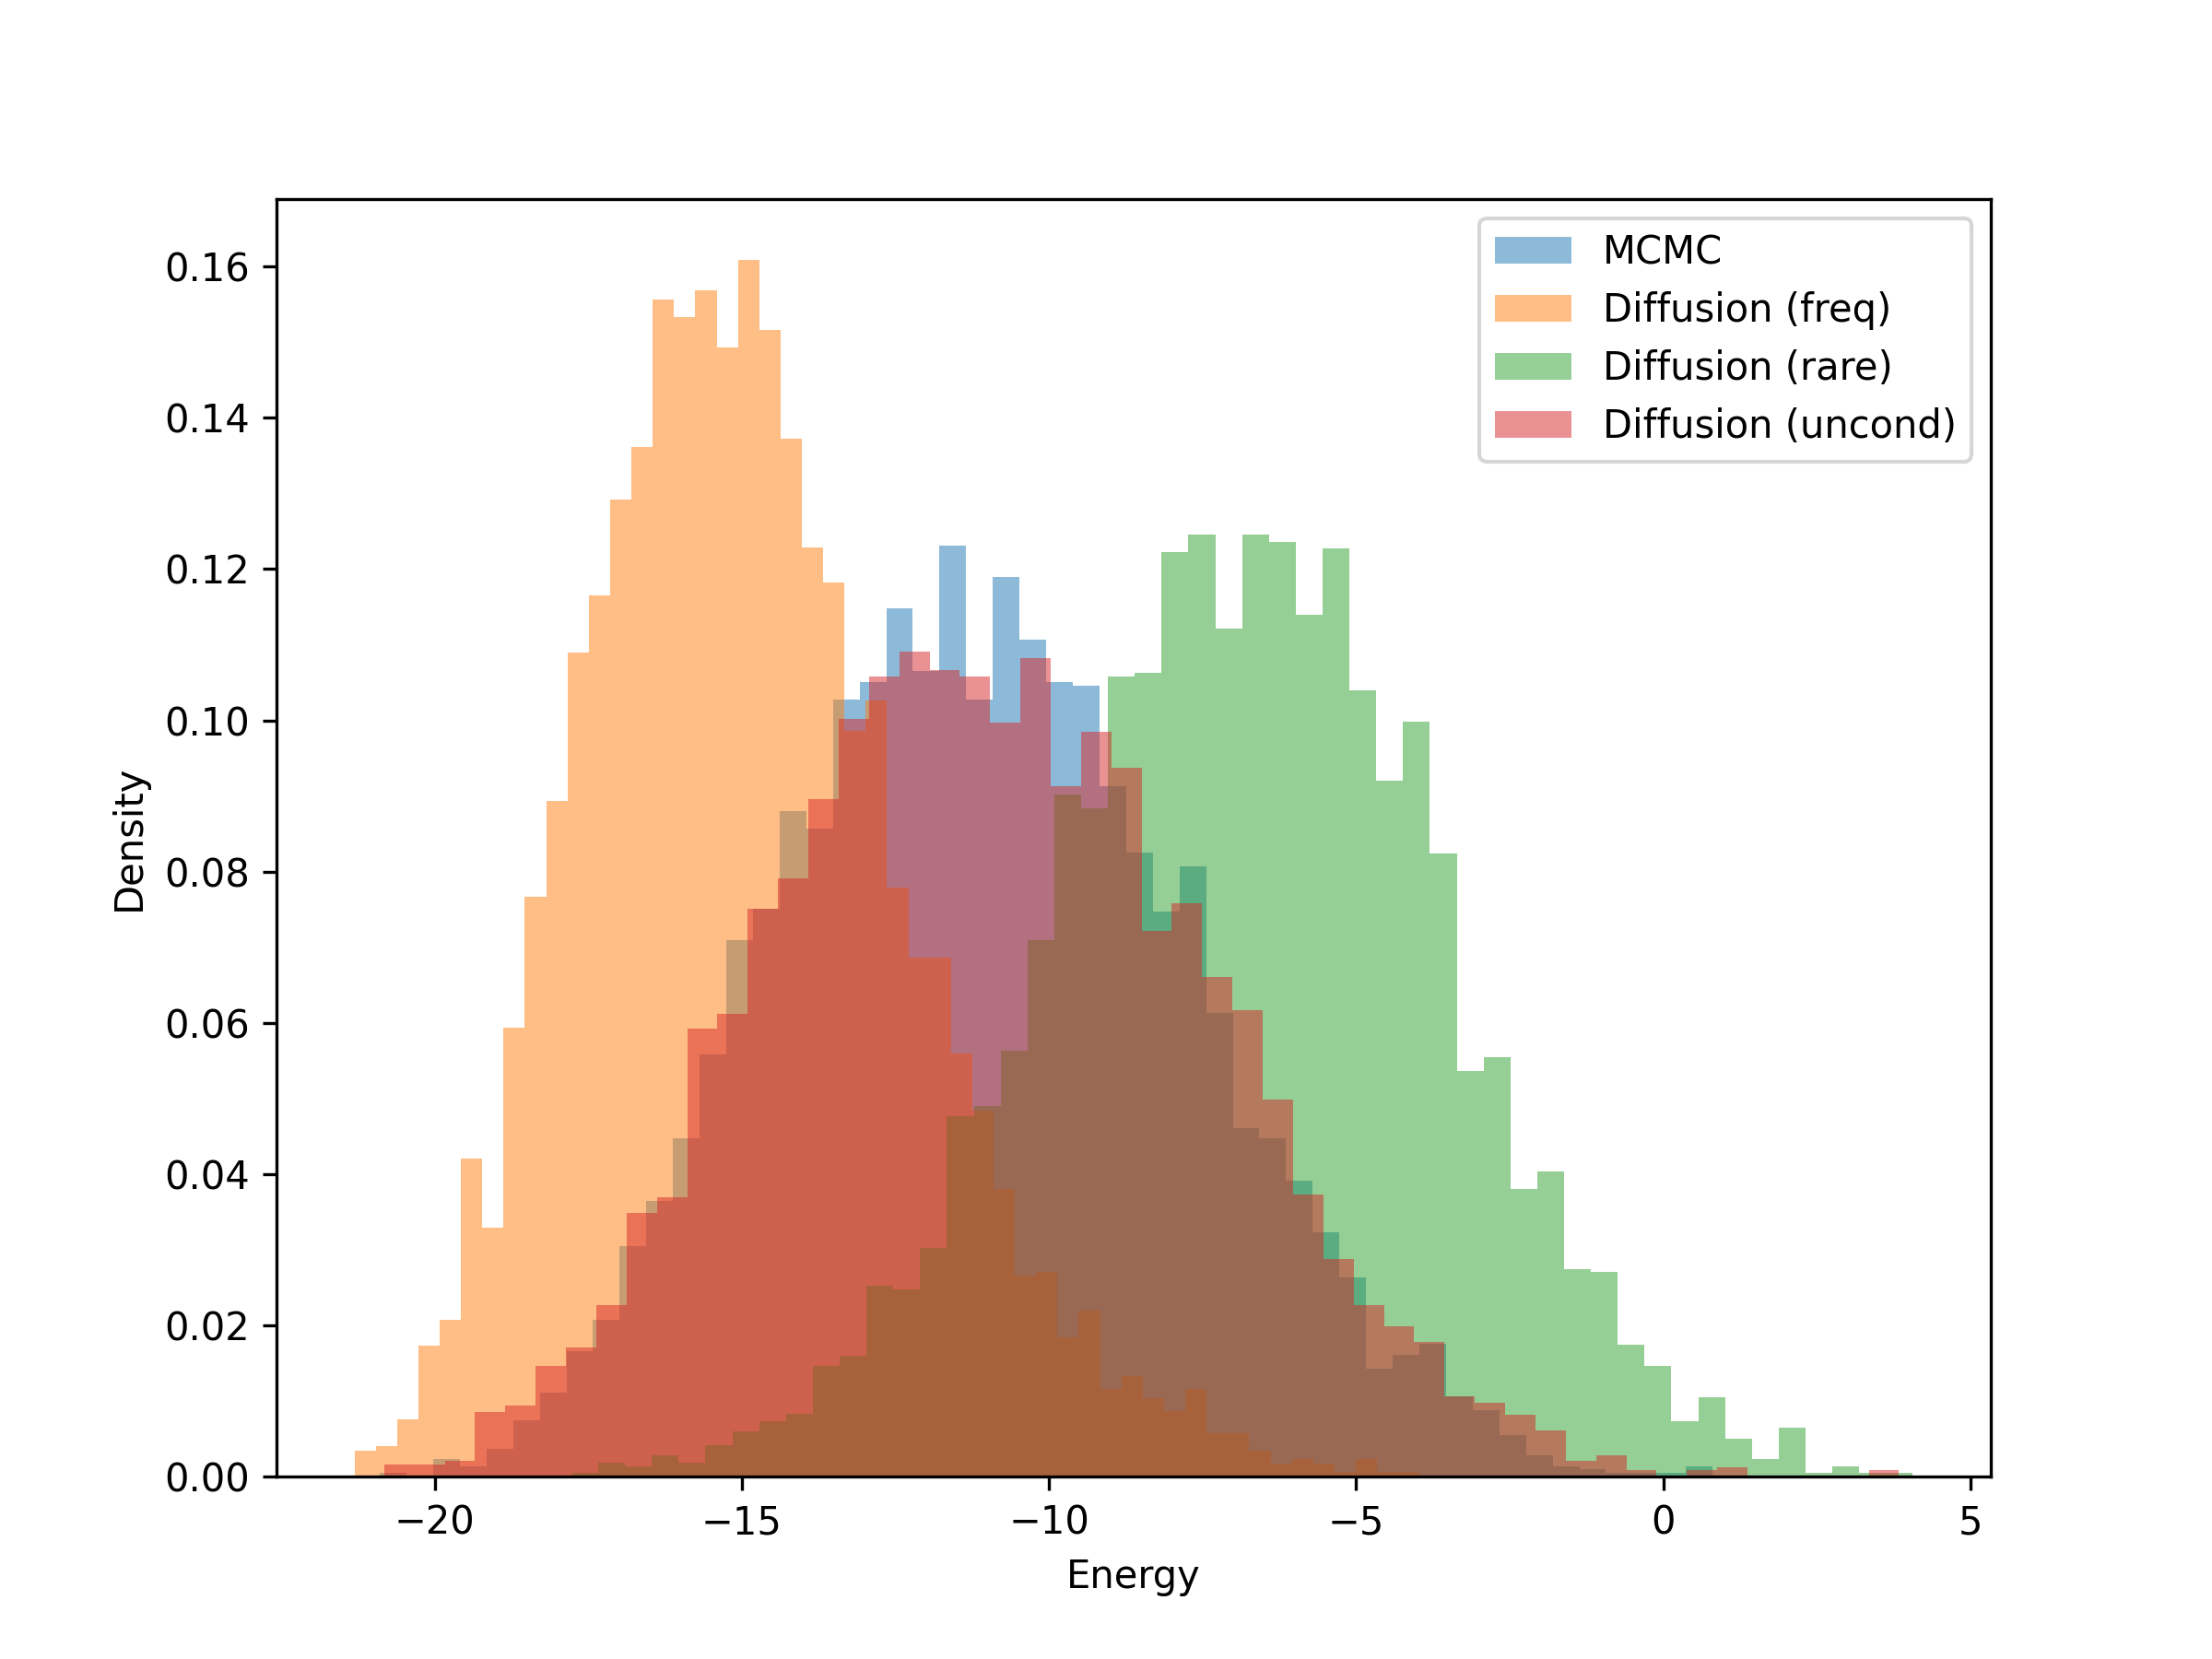 MCMC
Diffusion (freq)
Diffusion (rare)
Diffusion (uncond)
0.16
0.14
0.12
0.10
0.08
0.06
0.04
0.02
0.00
Density
−20 −15 −10 −5 0 5
Energy